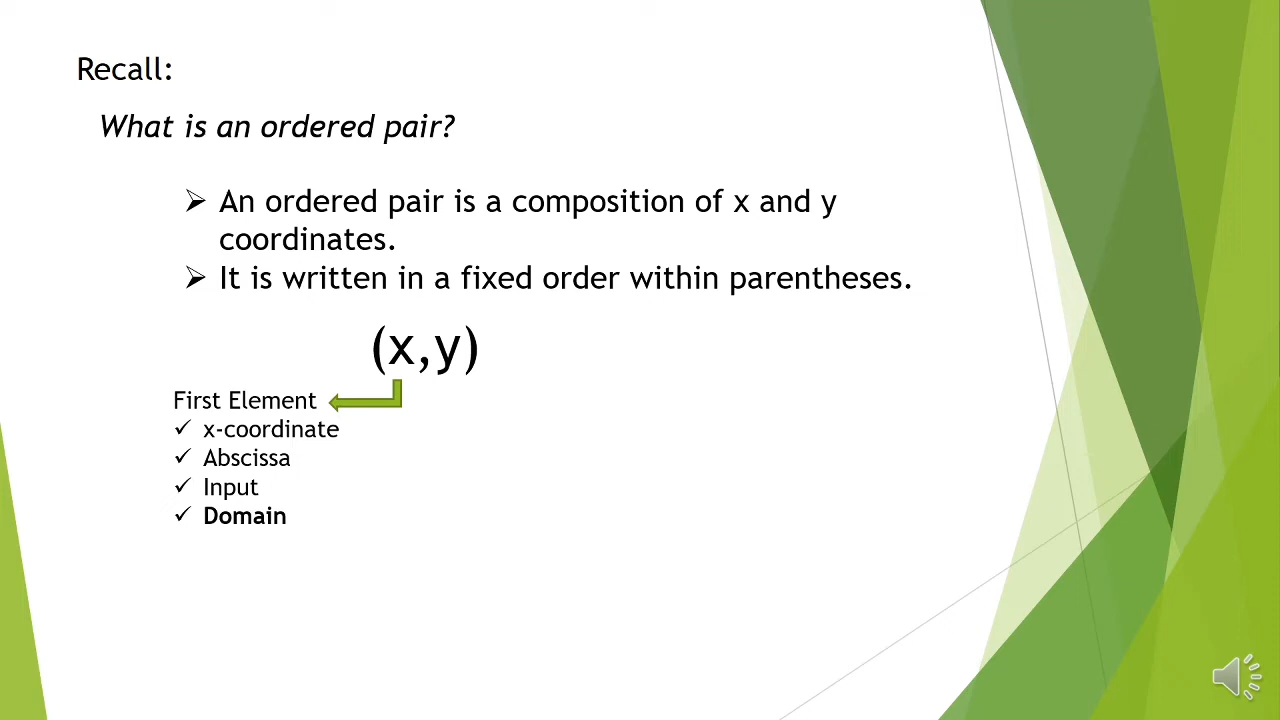 Recall:
What is an ordered pair?
➢ An ordered pair is a composition of x and y
coordinates.
➢ It is written in a fixed order within parentheses.
(x,y)
First Element
✓ x-coordinate
✓ Abscissa
✓ Input
✓ Domain